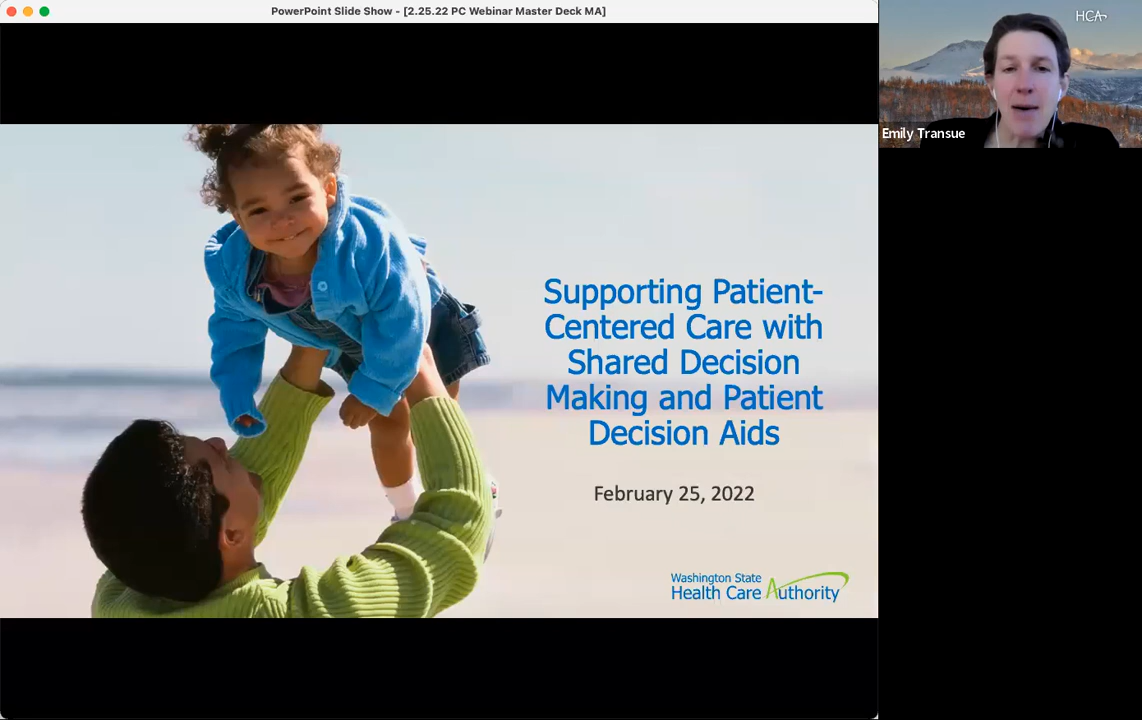 PowerPoint Slide Show - [2.25.22 PC Webinar Master Deck MA]
HCA
Emily Transue
Supporting Patient-
Centered Care with
Shared Decision
Making and Patient
Decision Aids
February 25, 2022
Washington State
Health Care Authority